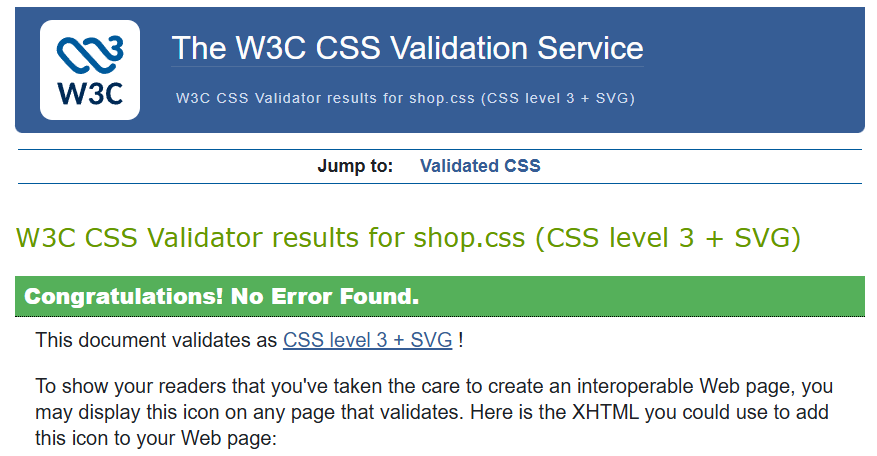 The W3C CSS Validation Service
W3C
W3C CSS Validator results for shop.css (CSS level 3 + SVG)
Jump to: Validated CSS
W3C CSS Validator results for shop.css (CSS level 3 + SVG)
Congratulations! No Error Found.
This document validates as CSS level 3 + SVG !
To show your readers that you've taken the care to create an interoperable Web page, you
may display this icon on any page that validates. Here is the XHTML you could use to add
this icon to your Web page: